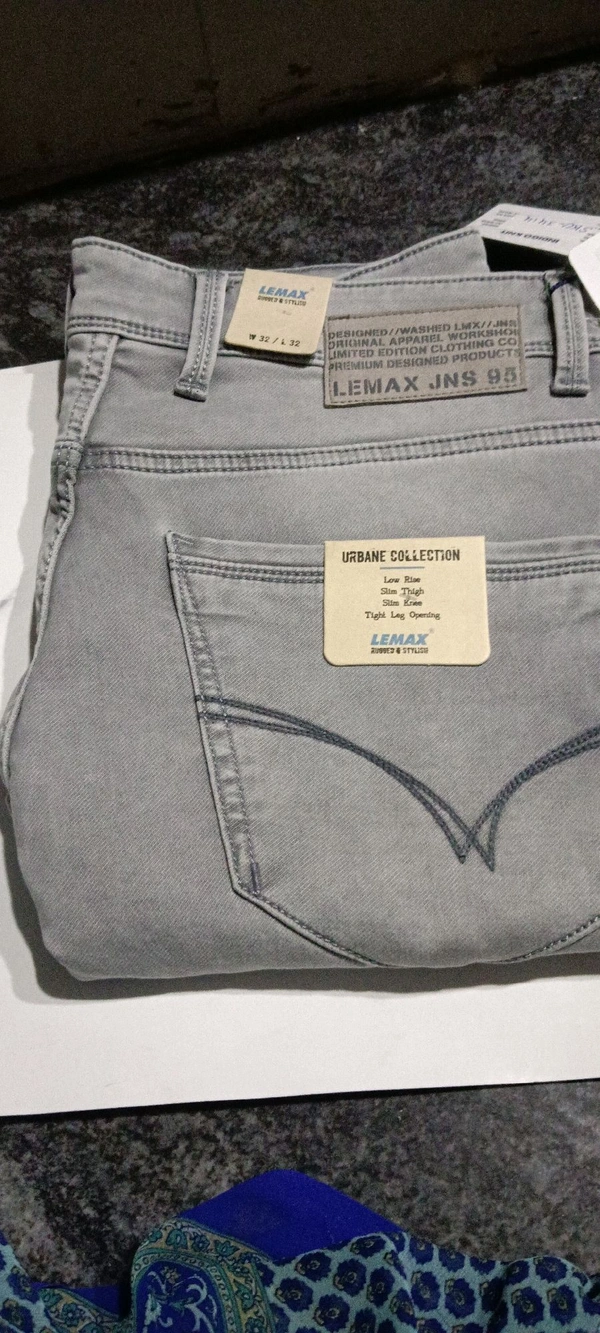 LEMAX
RUGGED & STYLISH
W 32 / L 32
DESIGNED//WASHED LMX//JNS
ORIGINAL APPAREL WORKSHOP
LIMITED EDITION CLOTHING CO
PREMIUM DESIGNED PRODUCTS
LEMAX JNS 95
URBANE COLLECTION
Low Rise
Slim Thigh
Slim Knee
Tight Leg Opening
LEMAX
RUGGED & STYLISH